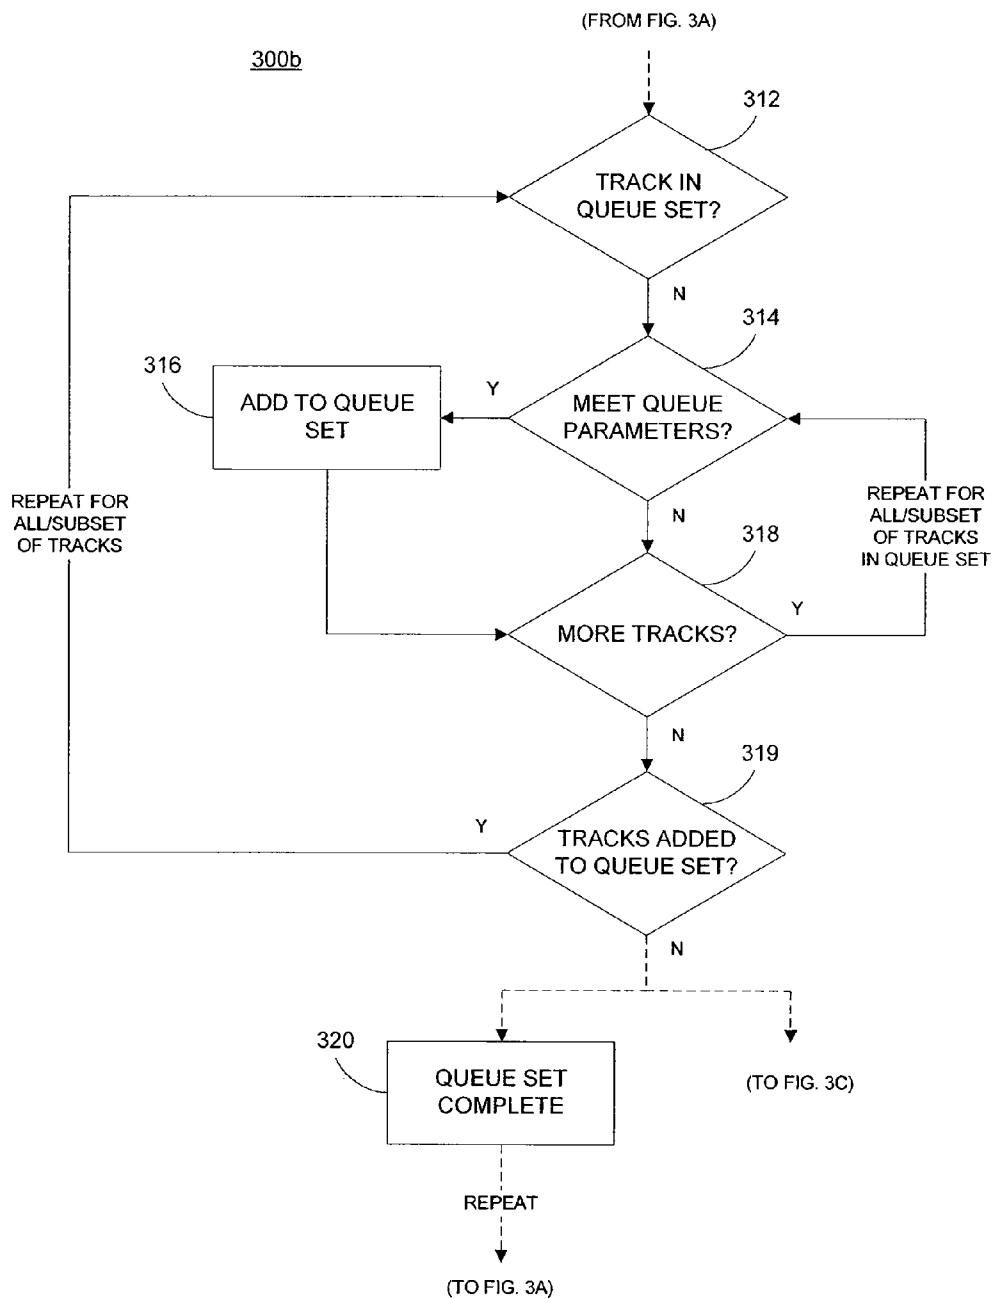 (FROM FIG. 3A)
300b
312
TRACK IN
QUEUE SET?
N
314
316
Y
ADD TO QUEUE
SET
MEET QUEUE
PARAMETERS?
REPEAT FOR
ALL/SUBSET
OF TRACKS
REPEAT FOR
ALL/SUBSET
OF TRACKS
IN QUEUE SET
N
318
Y
MORE TRACKS?
N
319
Y
TRACKS ADDED
TO QUEUE SET?
N
320
QUEUE SET
COMPLETE
(TO FIG. 3C)
REPEAT
(TO FIG. 3A)